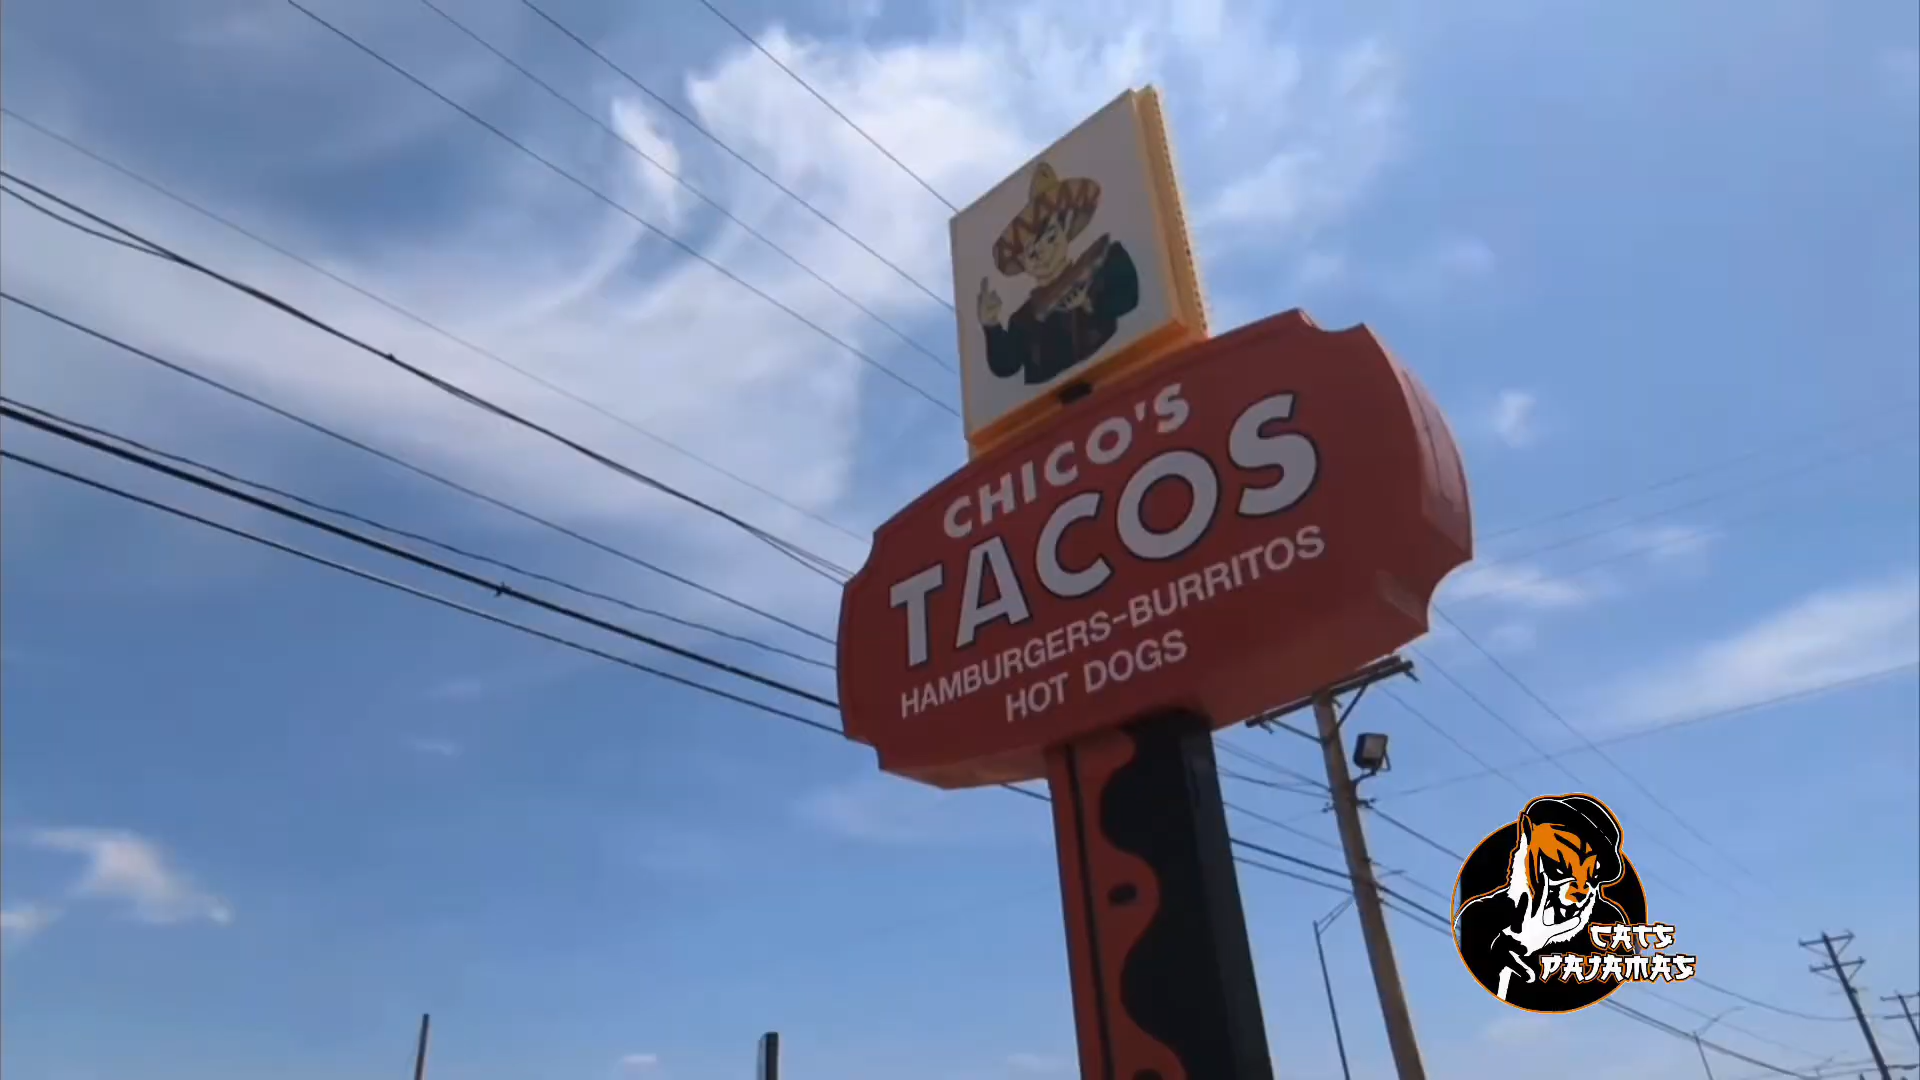 CHICO'S
TACOS
HAMBURGERS-BURRITOS
HOT DOGS
CATS
PAJAMAS